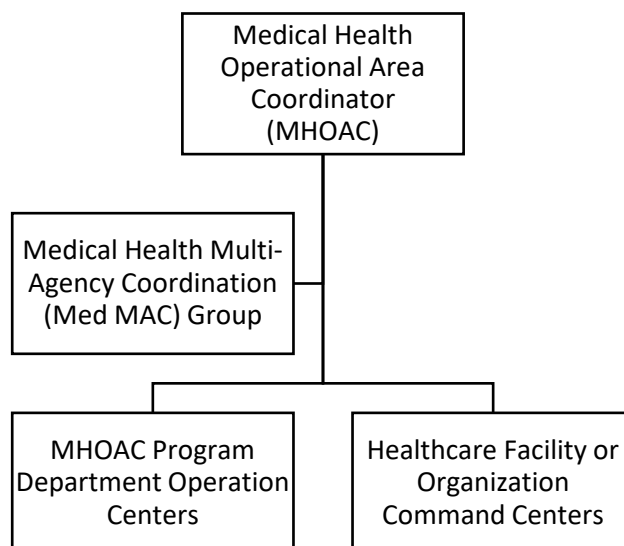 Medical Health
Operational Area
Coordinator
(MHOAC)
Medical Health Multi-
Agency Coordination
(Med MAC) Group
MHOAC Program
Department Operation
Centers
Healthcare Facility or
Organization
Command Centers